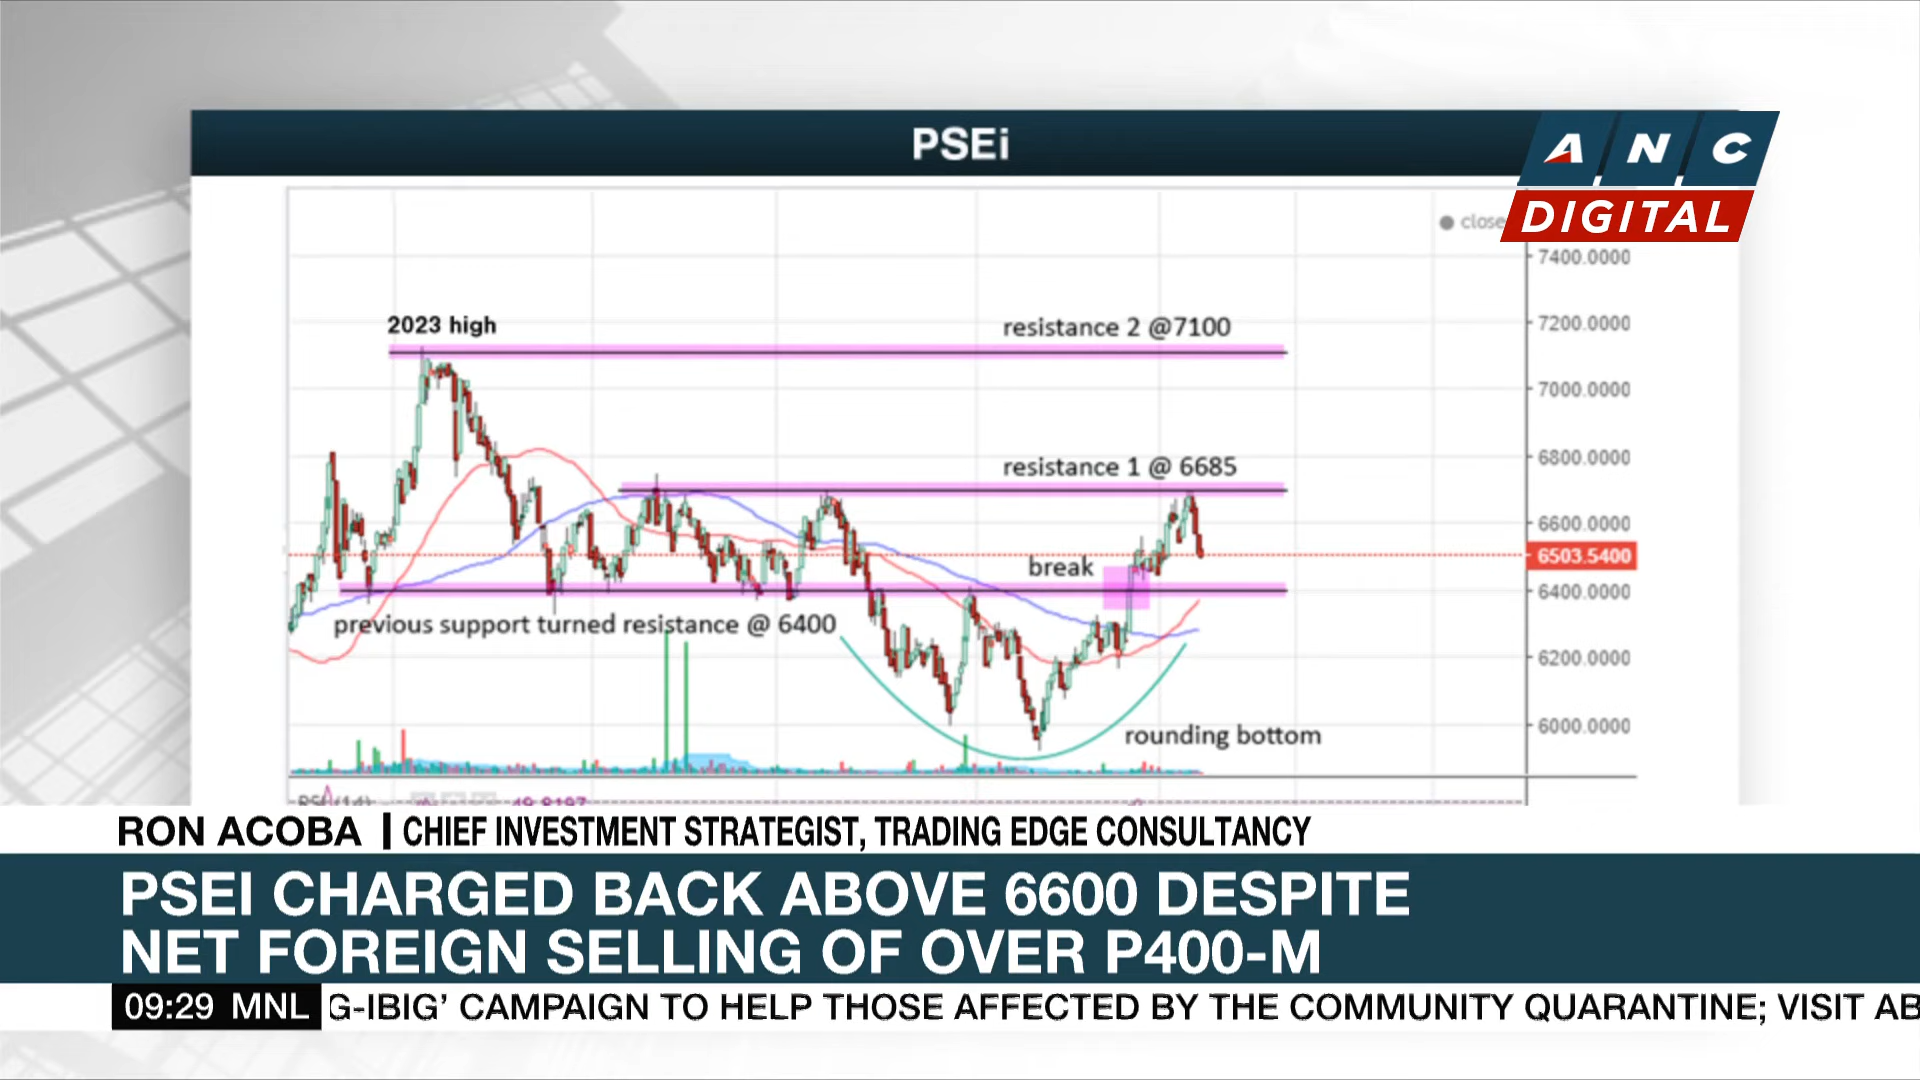 PSEi
ANC
DIGITAL
close
7400.0000
2023 high
resistance 2 @7100
7200.0000
7000.0000
resistance 1 @ 6685
6800.0000
6600.0000
6503.5400
break
6400.0000
previous support turned resistance @ 6400
6200.0000
6000.0000
rounding bottom
RON ACOBA | CHIEF INVESTMENT STRATEGIST, TRADING EDGE CONSULTANCY
PSEI CHARGED BACK ABOVE 6600 DESPITE
NET FOREIGN SELLING OF OVER P400-M
09:29 MNL
G-IBIG' CAMPAIGN TO HELP THOSE AFFECTED BY THE COMMUNITY QUARANTINE; VISIT AB